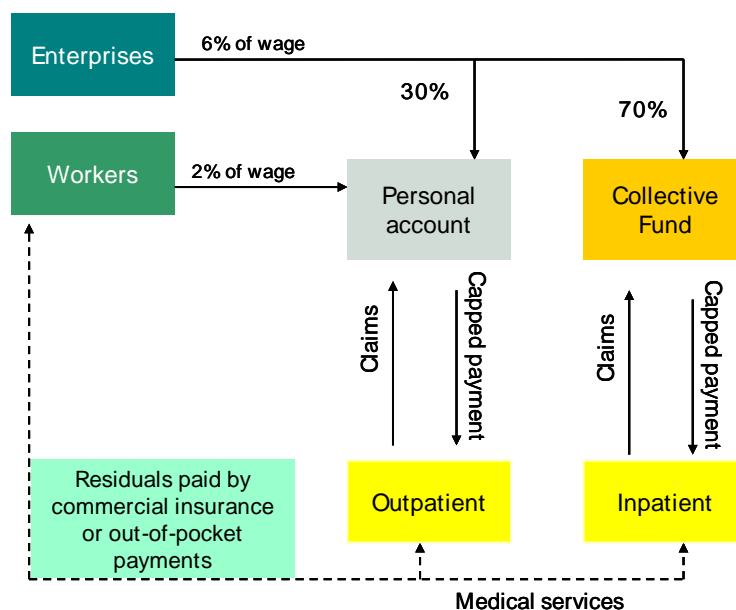 Enterprises
6% of wage
30%
70%
Workers
2% of wage
Personal
account
Collective
Fund
Claims
Capped payment
Claims
Capped payment
Residuals paid by
commercial insurance
or out-of-pocket
payments
Outpatient
Inpatient
Medical services